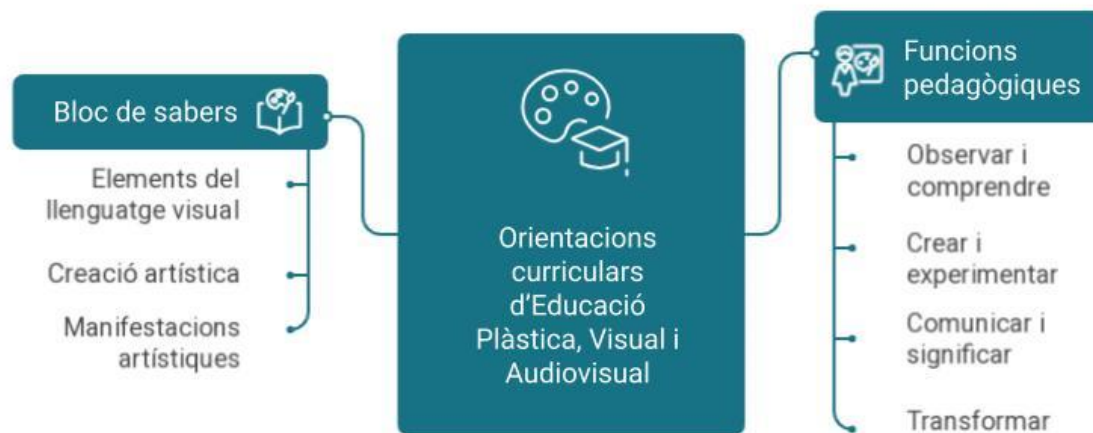 Bloc de sabers
Elements del
llenguatge visual
Creació artística
Manifestacions
artístiques
Orientacions
curriculars
d'Educació
Plàstica, Visual i
Audiovisual
Funcions
pedagògiques
Observar i
comprendre
Crear i
experimentar
Comunicar i
significar
Transformar